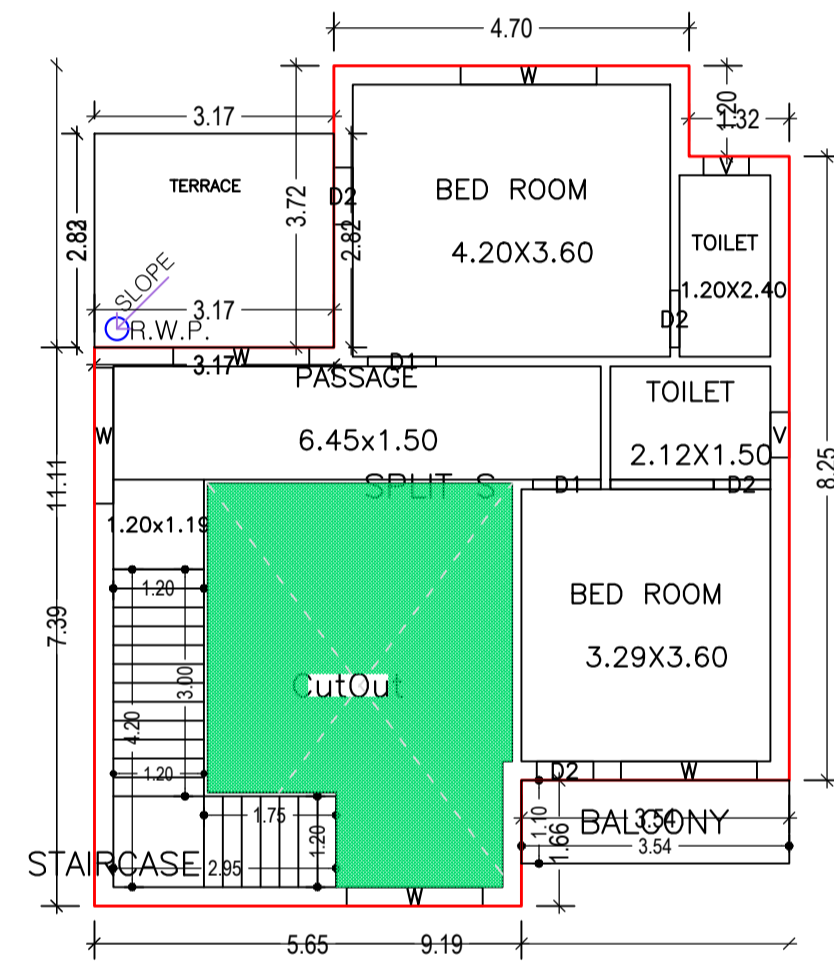 4.70
W
1.20
1.32
3.17
V
TERRACE
D2
BED ROOM
4.20X3.60
TOILET
1.20X2.40
2.82
3.72
2.82
SLOPE
3.17
R.W.P.
D2
W
3.17
D1
PASSAGE
6.45x1.50
TOILET
2.12X1.50
W
V
11.11
8.25
SPLIT S
D1
D2
1.20x1.19
1.20
BED ROOM
3.29X3.60
7.39
3.00
4.20
CutOut
1.20
D2
W
1.75
1.20
1.10
1.66
BALCONY
3.54
3.54
STAIRCASE
2.95
W
5.65
9.19